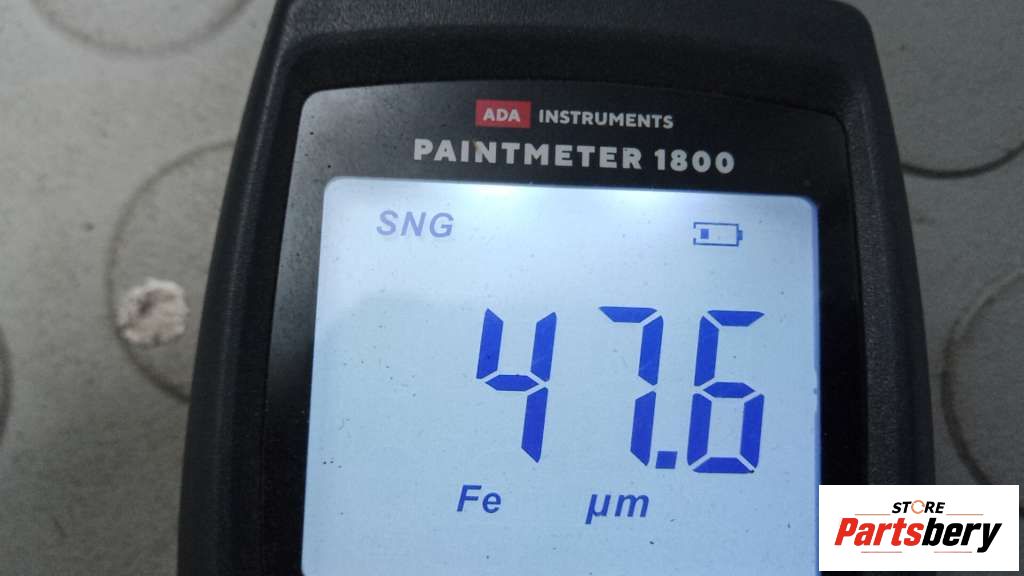 ADA INSTRUMENTS
PAINTMETER 1800
SNG
47.6
Fe µm
STORE
Partsbery